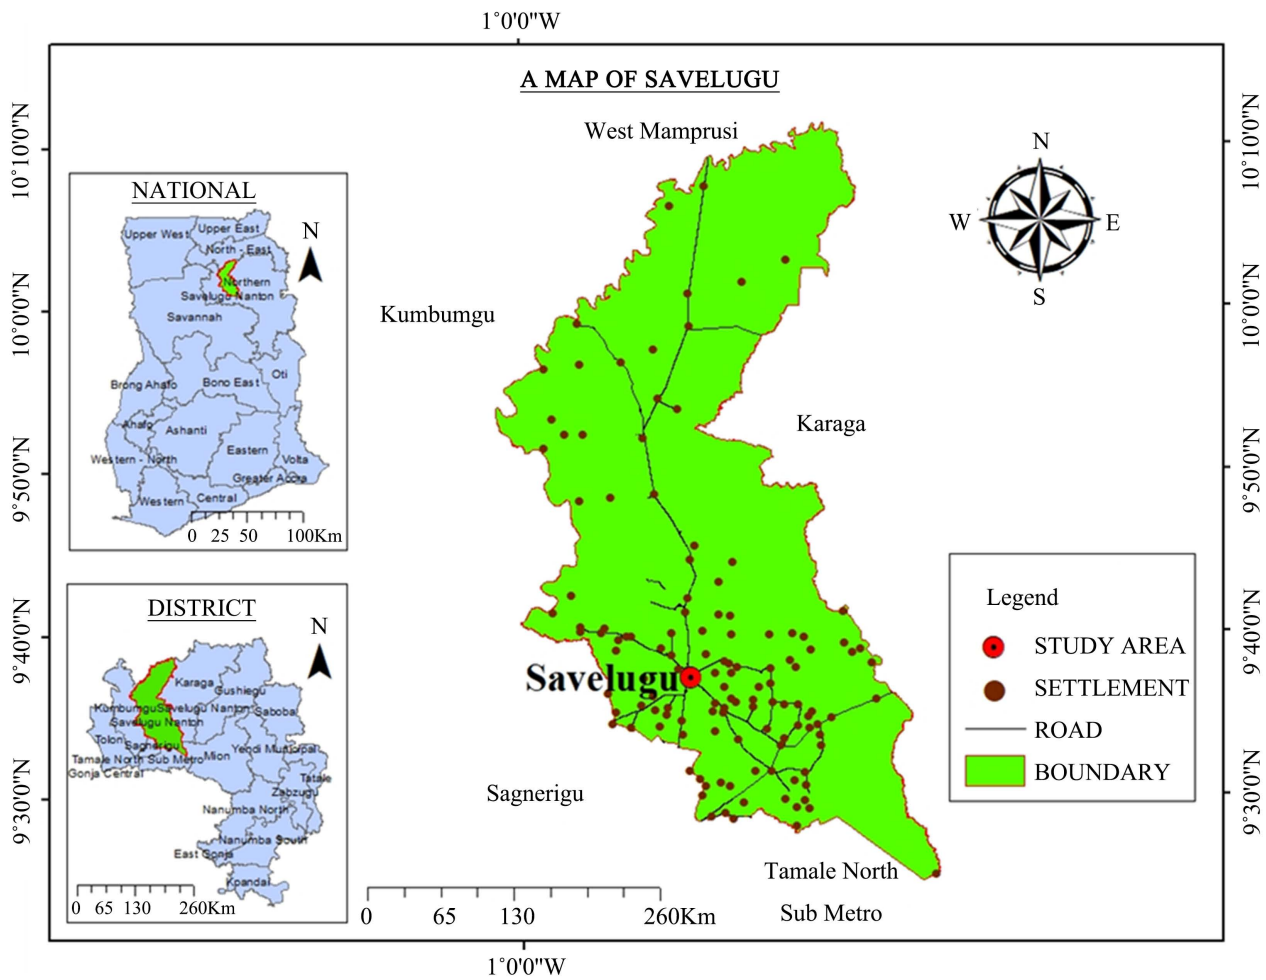 1°0'0"W
A MAP OF SAVELUGU
West Mamprusi
10°10'0"N
10°0'0"N
9°50'0"N
9°40'0"N
9°30'0"N
10°10'0"N
10°0'0"N
9°50'0"N
9°40'0"N
9°30'0"N
N
W
E
S
NATIONAL
N
Upper West
Upper East
North - East
Northern
Savelugu Nanton
Savannah
Brong Ahafo
Bono East
Oti
Ahafo
Ashanti
Western - North
Eastern
Volta
Greater Accra
Western
Central
0 25 50 100Km
Kumbumgu
Karaga
DISTRICT
N
Karaga
Gushiegu
KumbumguSavelugu Nanton
Saboba
Savelugu Nanton
Tolon
Sagnerigu
Mion
Yendi Municipal
Tamale North Sub Metro
Gonja Central
Tatale
Zabzugu
Nanumba North
Nanumba South
East Gonja
Kpandai
0 65 130 260Km
Savelugu
Legend
STUDY AREA
SETTLEMENT
ROAD
BOUNDARY
Sagnerigu
Tamale North
Sub Metro
0 65 130 260Km
1°0'0"W